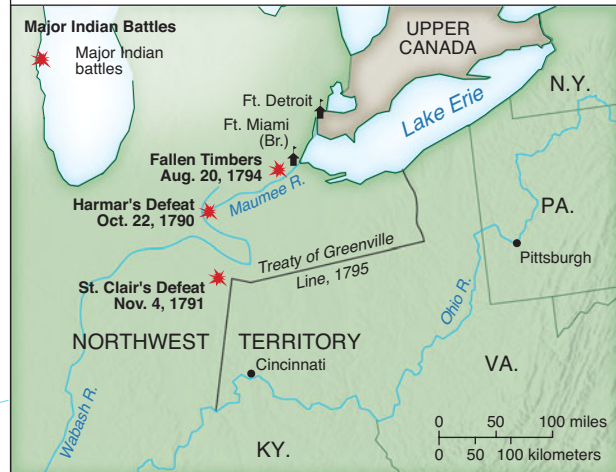 Major Indian Battles
Major Indian
battles
UPPER
CANADA
N.Y.
Ft. Detroit
Lake Erie
Ft. Miami
(Br.)
Fallen Timbers
Aug. 20, 1794
Maumee R.
Harmar's Defeat
Oct. 22, 1790
PA.
Pittsburgh
Treaty of Greenville
Line, 1795
St. Clair's Defeat
Nov. 4, 1791
Ohio R.
NORTHWEST TERRITORY
Cincinnati
VA.
Wabash R.
KY.
0 50 100 miles
0 50 100 kilometers